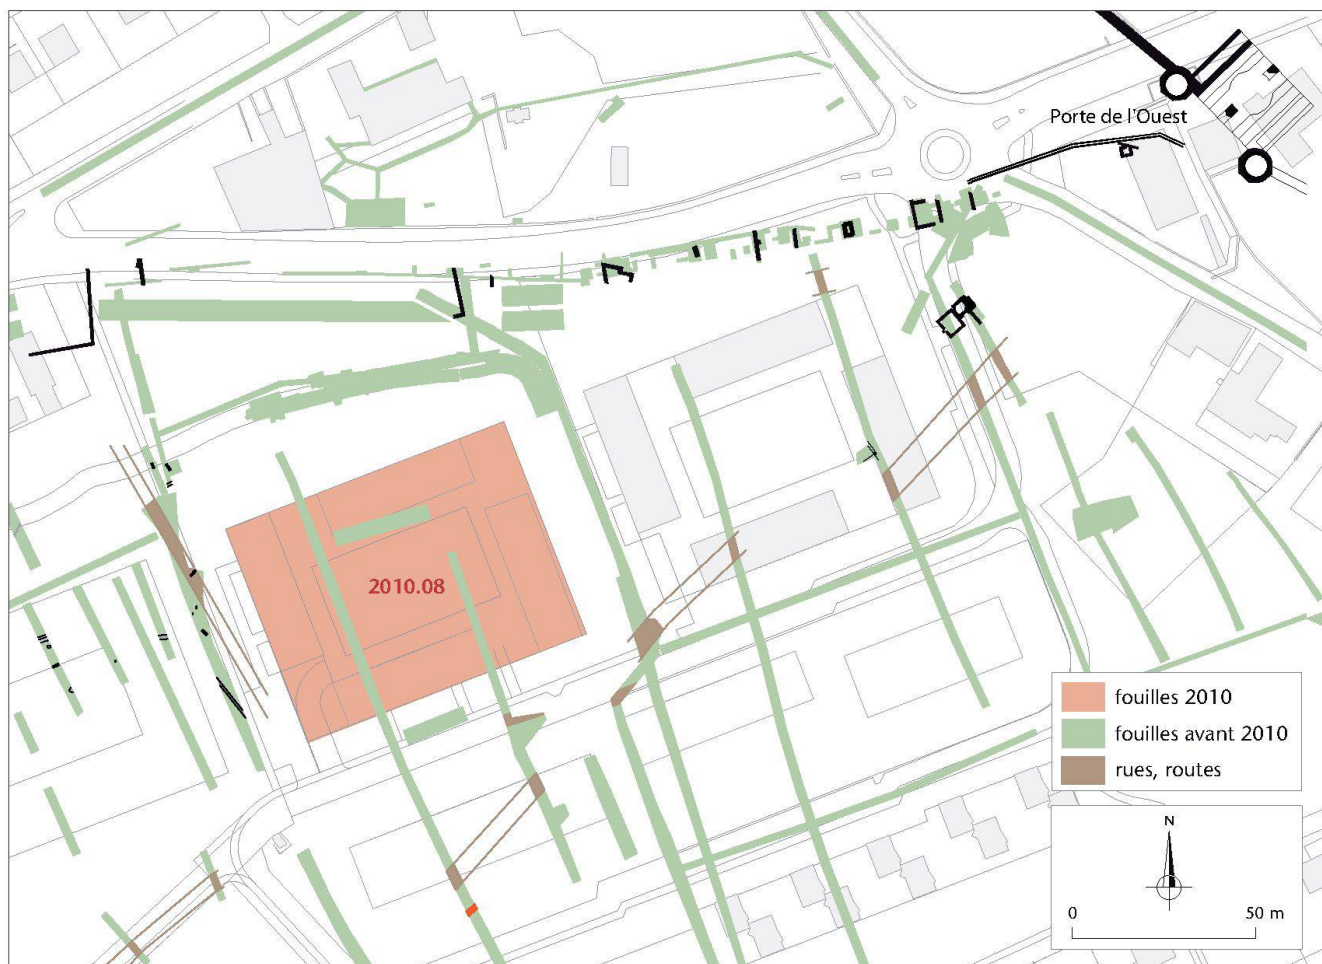 Porte de l'Ouest
2010.08
fouilles 2010
fouilles avant 2010
rues, routes
N
0 50 m